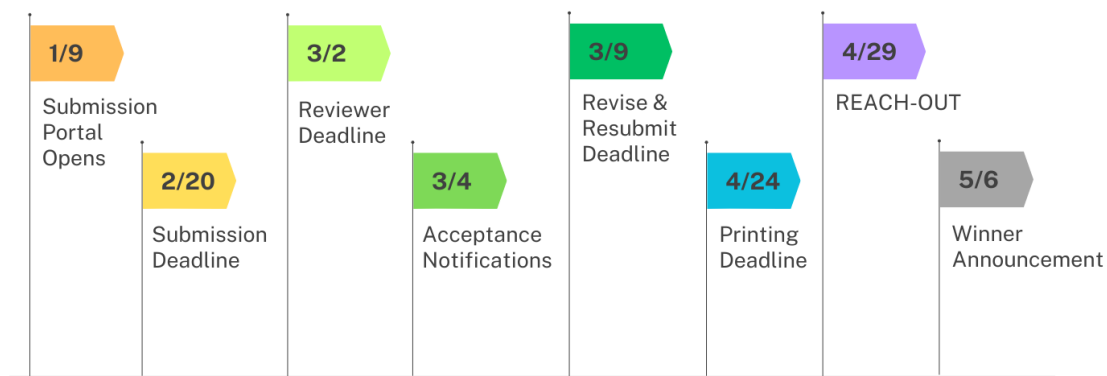 1/9
Submission
Portal
Opens
2/20
Submission
Deadline
3/2
Reviewer
Deadline
3/4
Acceptance
Notifications
3/9
Revise &
Resubmit
Deadline
4/24
Printing
Deadline
4/29
REACH-OUT
5/6
Winner
Announcement